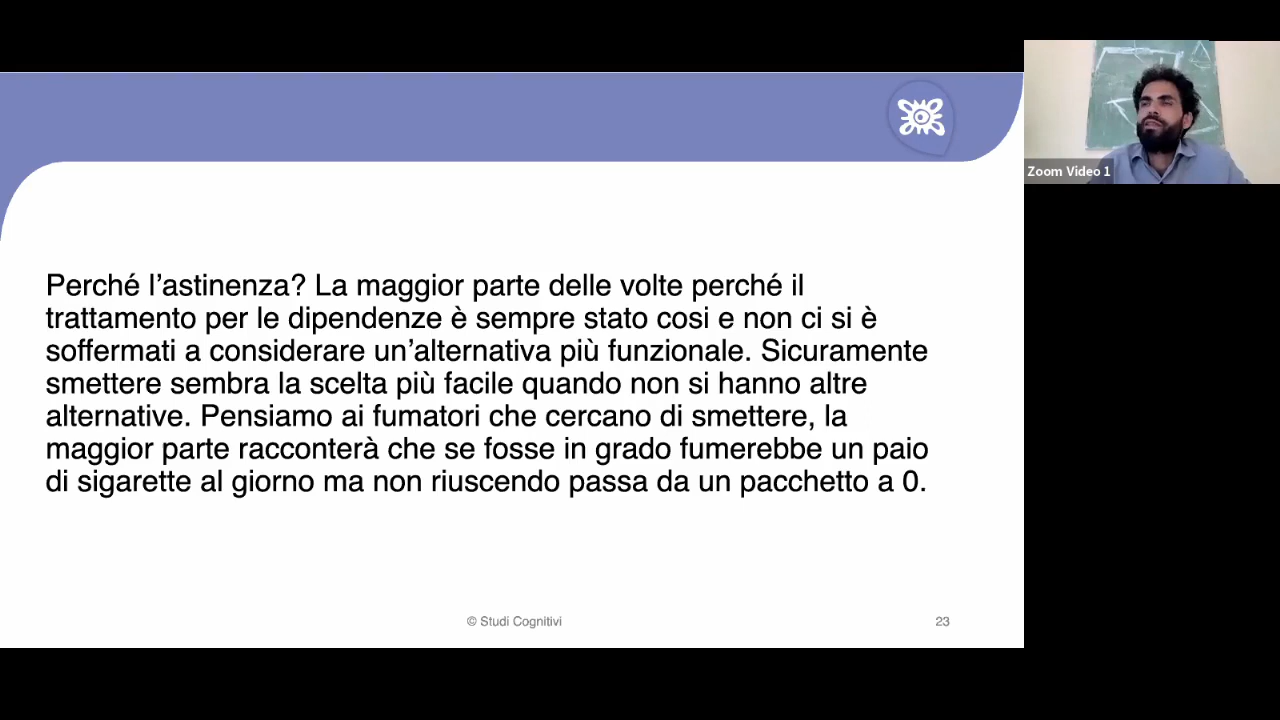 Zoom Video 1
Perché l’astinenza? La maggior parte delle volte perché il
trattamento per le dipendenze è sempre stato cosi e non ci si è
soffermati a considerare un’alternativa più funzionale. Sicuramente
smettere sembra la scelta più facile quando non si hanno altre
alternative. Pensiamo ai fumatori che cercano di smettere, la
maggior parte racconterà che se fosse in grado fumerebbe un paio
di sigarette al giorno ma non riuscendo passa da un pacchetto a 0.
© Studi Cognitivi
23